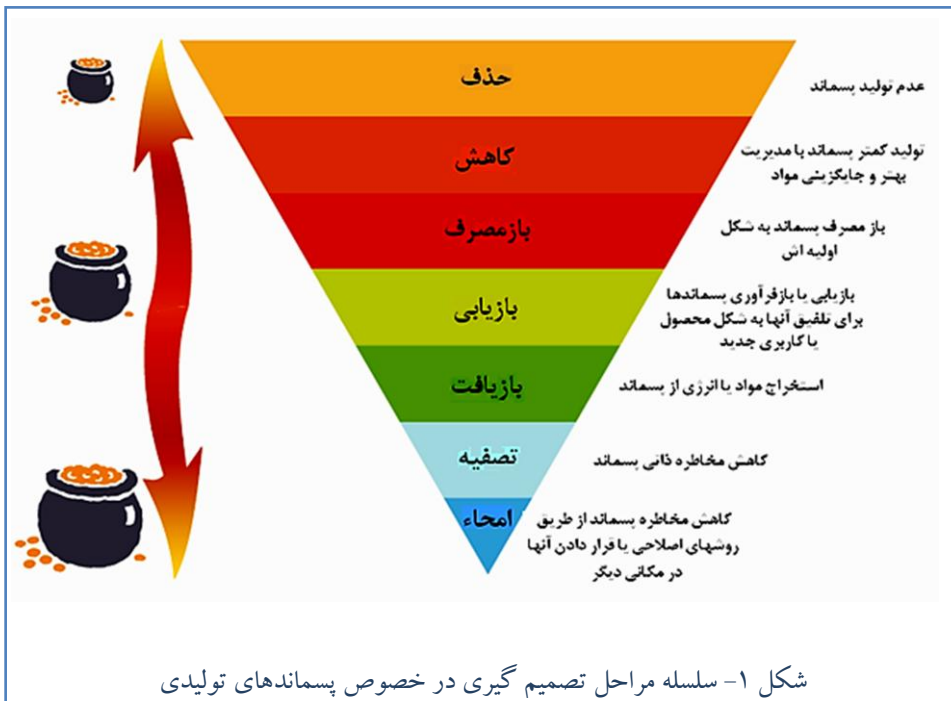 حذف
عدم تولید پسماند
کاهش
تولید کمتر پسماند با مدیریت
بهتر و جایگزینی مواد
بازمصرف
باز مصرف پسماند به شکل
اولیه اش
بازیابی
بازیابی یا بازفرآوری پسماندها
برای تلفیق آنها به شکل محصول
یا کاربری جدید
بازیافت
استخراج مواد یا انرژی از پسماند
تصفیه
کاهش مخاطره ذاتی پسماند
امحاء
کاهش مخاطره پسماند از طریق
روشهای اصلاحی یا قرار دادن آنها
در مکانی دیگر
شکل ۱- سلسله مراحل تصمیم گیری در خصوص پسماندهای تولیدی